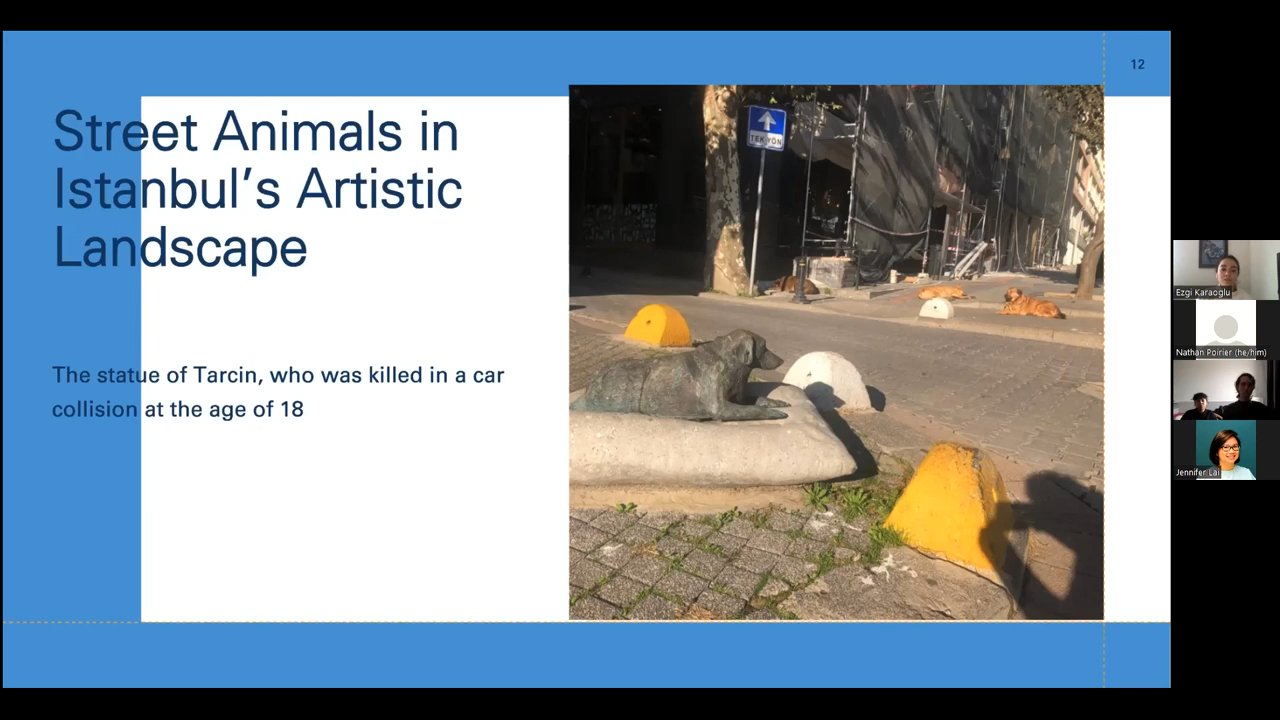 12
Street Animals in
Istanbul’s Artistic
Landscape
The statue of Tarcin, who was killed in a car
collision at the age of 18
TEK YÖN
Ezgi Karaoglu
Nathan Poirier (he/him)
Jennifer Lai